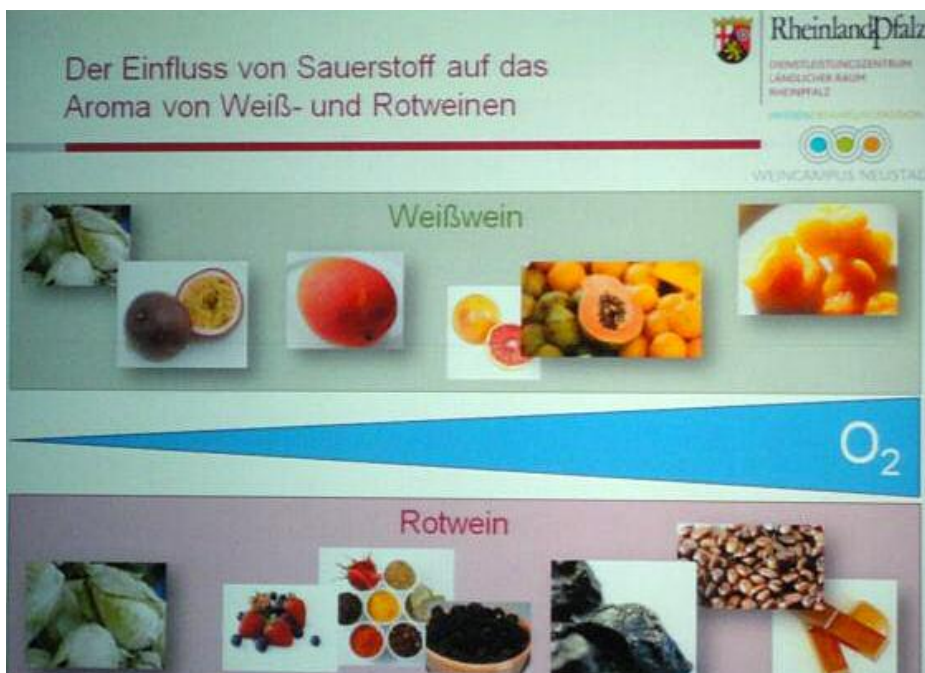 Der Einfluss von Sauerstoff auf das
Aroma von Weiß- und Rotweinen
RheinlandPfalz
DIENSTLEISTUNGSZENTRUM
LÄNDLICHER RAUM
RHEINPFALZ
WEINCAMPUS NEUSTAD
Weißwein
O₂
Rotwein